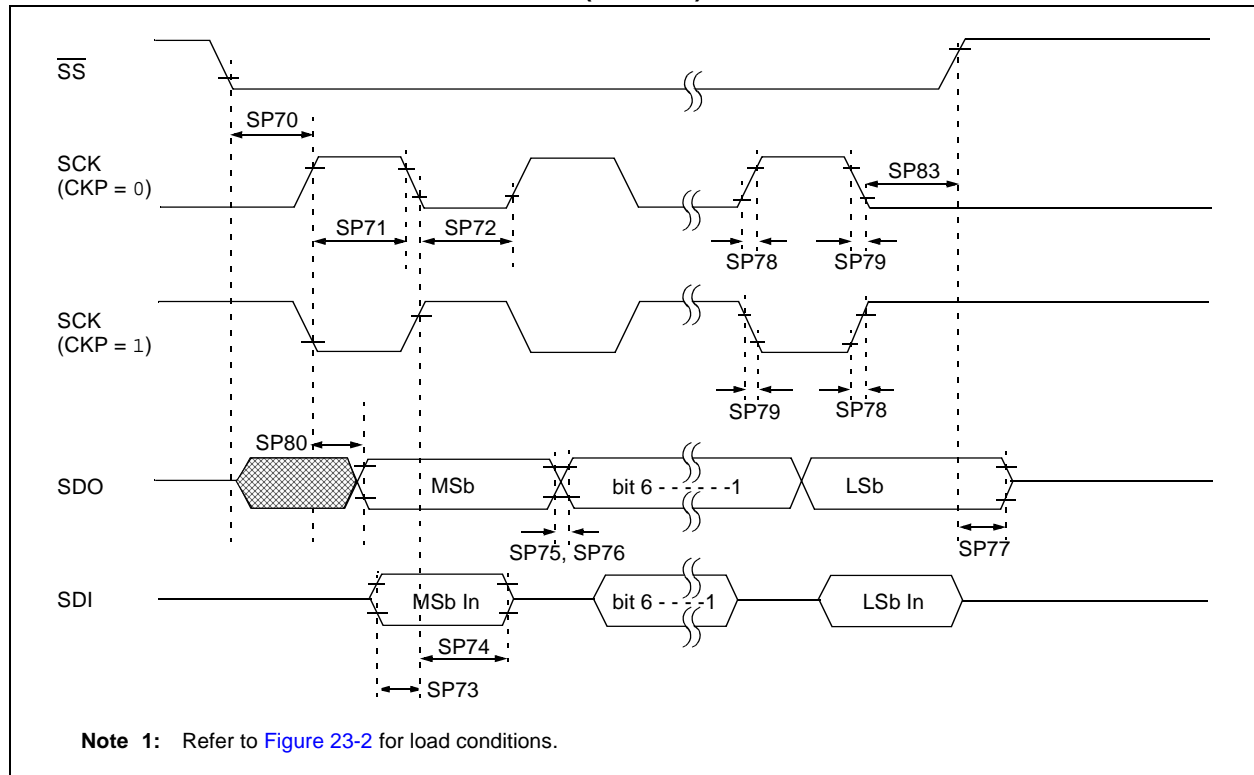 SS
SP70
SCK
(CKP = 0)
SP83
SP71
SP72
SP78
SP79
SCK
(CKP = 1)
SP79
SP78
SP80
SDO
MSb
bit 6 - - - - - -1
LSb
SP75, SP76
SP77
SDI
MSb In
bit 6 - - - -1
LSb In
SP74
SP73
Note 1: Refer to Figure 23-2 for load conditions.